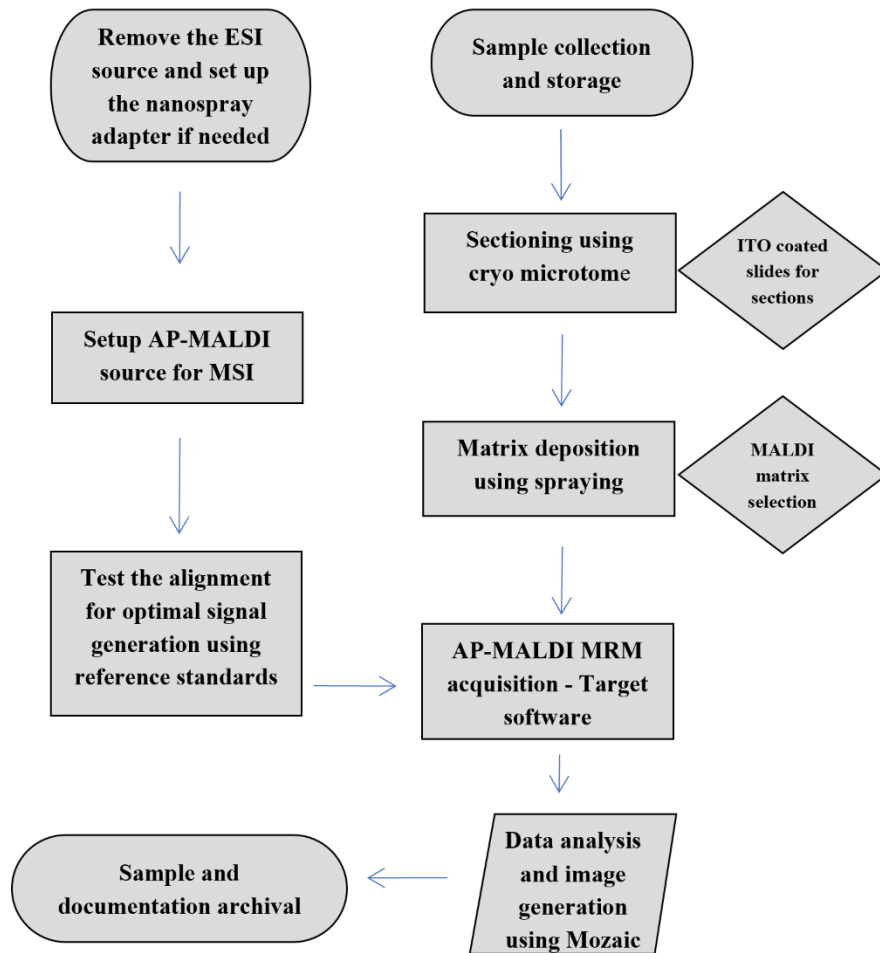 Remove the ESI
source and set up
the nanospray
adapter if needed
Sample collection
and storage
Sectioning using
cryo microtome
ITO coated
slides for
sections
Setup AP-MALDI
source for MSI
Matrix deposition
using spraying
MALDI
matrix
selection
Test the alignment
for optimal signal
generation using
reference standards
AP-MALDI MRM
acquisition - Target
software
Data analysis
and image
generation
using Mozaic
Sample and
documentation archival